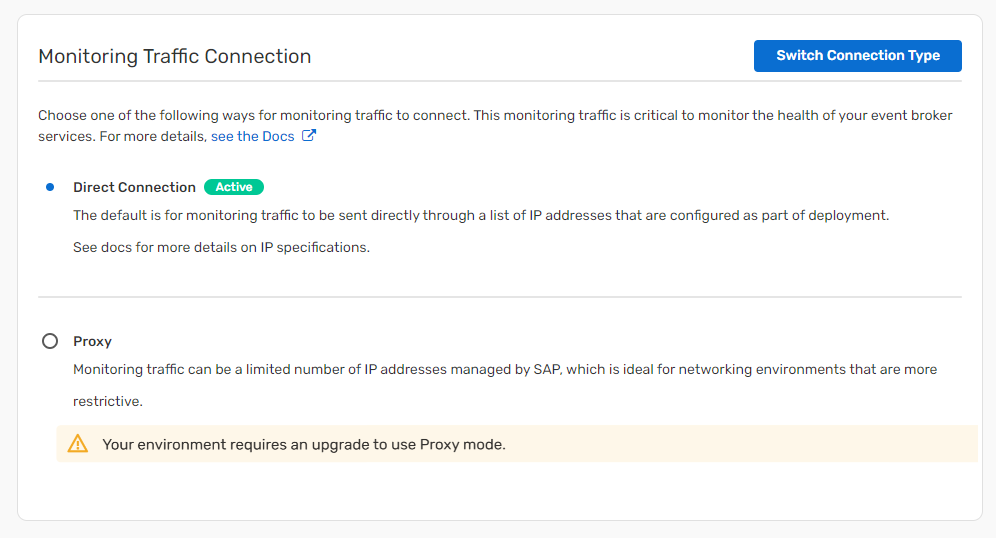 Monitoring Traffic Connection
Switch Connection Type
Choose one of the following ways for monitoring traffic to connect. This monitoring traffic is critical to monitor the health of your event broker
services. For more details, see the Docs
Direct Connection Active
The default is for monitoring traffic to be sent directly through a list of IP addresses that are configured as part of deployment.
See docs for more details on IP specifications.
Proxy
Monitoring traffic can be a limited number of IP addresses managed by SAP, which is ideal for networking environments that are more
restrictive.
Your environment requires an upgrade to use Proxy mode.